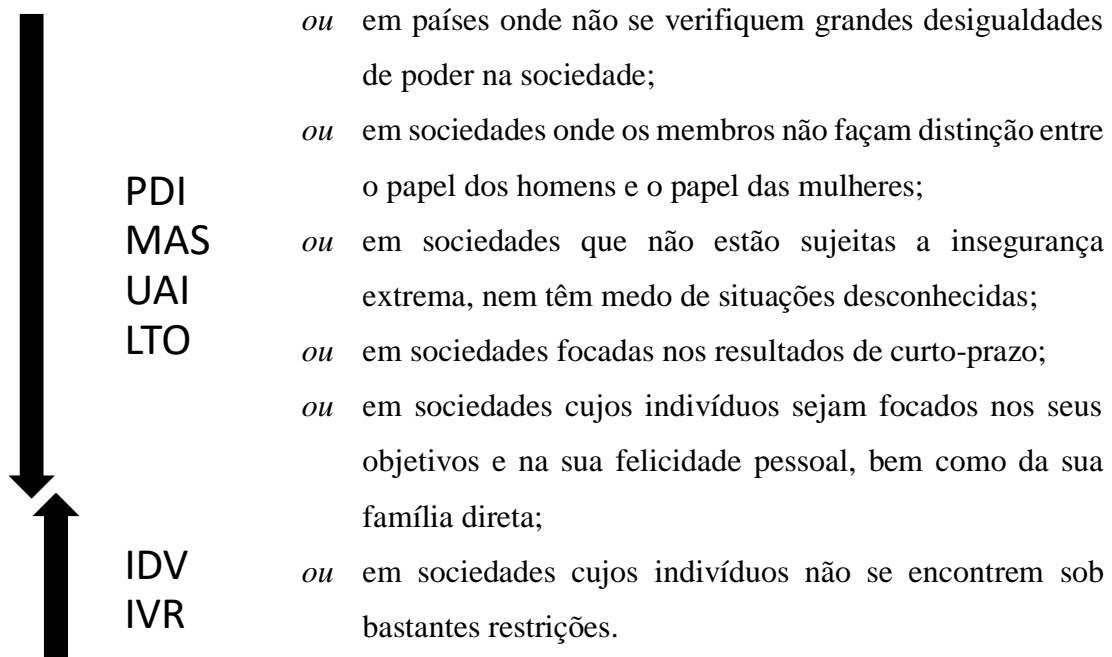 ou em países onde não se verifiquem grandes desigualdades
de poder na sociedade;
ou em sociedades onde os membros não façam distinção entre
o papel dos homens e o papel das mulheres;
ou em sociedades que não estão sujeitas a insegurança
extrema, nem têm medo de situações desconhecidas;
ou em sociedades focadas nos resultados de curto-prazo;
ou em sociedades cujos indivíduos sejam focados nos seus
objetivos e na sua felicidade pessoal, bem como da sua
família direta;
ou em sociedades cujos indivíduos não se encontrem sob
bastantes restrições.
PDI
MAS
UAI
LTO
IDV
IVR